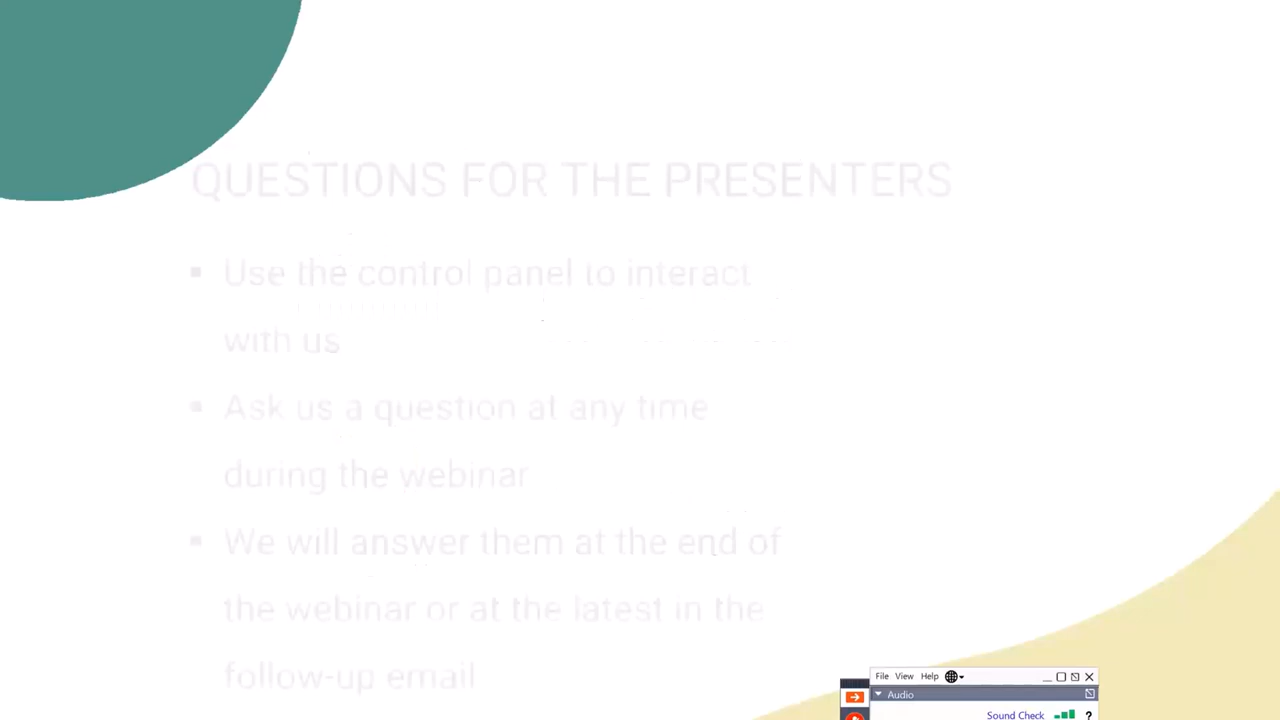 QUESTIONS FOR THE PRESENTERS
▪ Use the control panel to interact
with us
▪ Ask us a question at any time
during the webinar
▪ We will answer them at the end of
the webinar or at the latest in the
follow-up email
File View Help
Audio
Sound Check ?